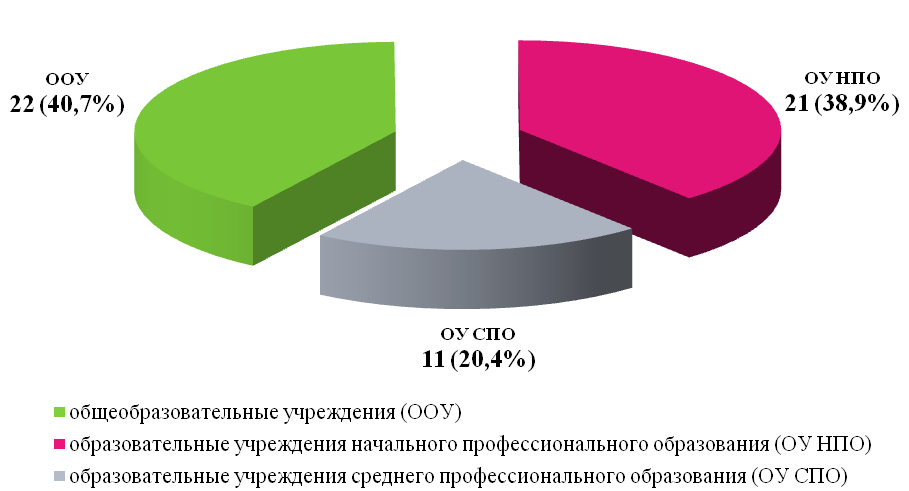 ООУ
22 (40,7%)
ОУ НПО
21 (38,9%)
ОУ СПО
11 (20,4%)
общеобразовательные учреждения (ООУ)
образовательные учреждения начального профессионального образования (ОУ НПО)
образовательные учреждения среднего профессионального образования (ОУ СПО)